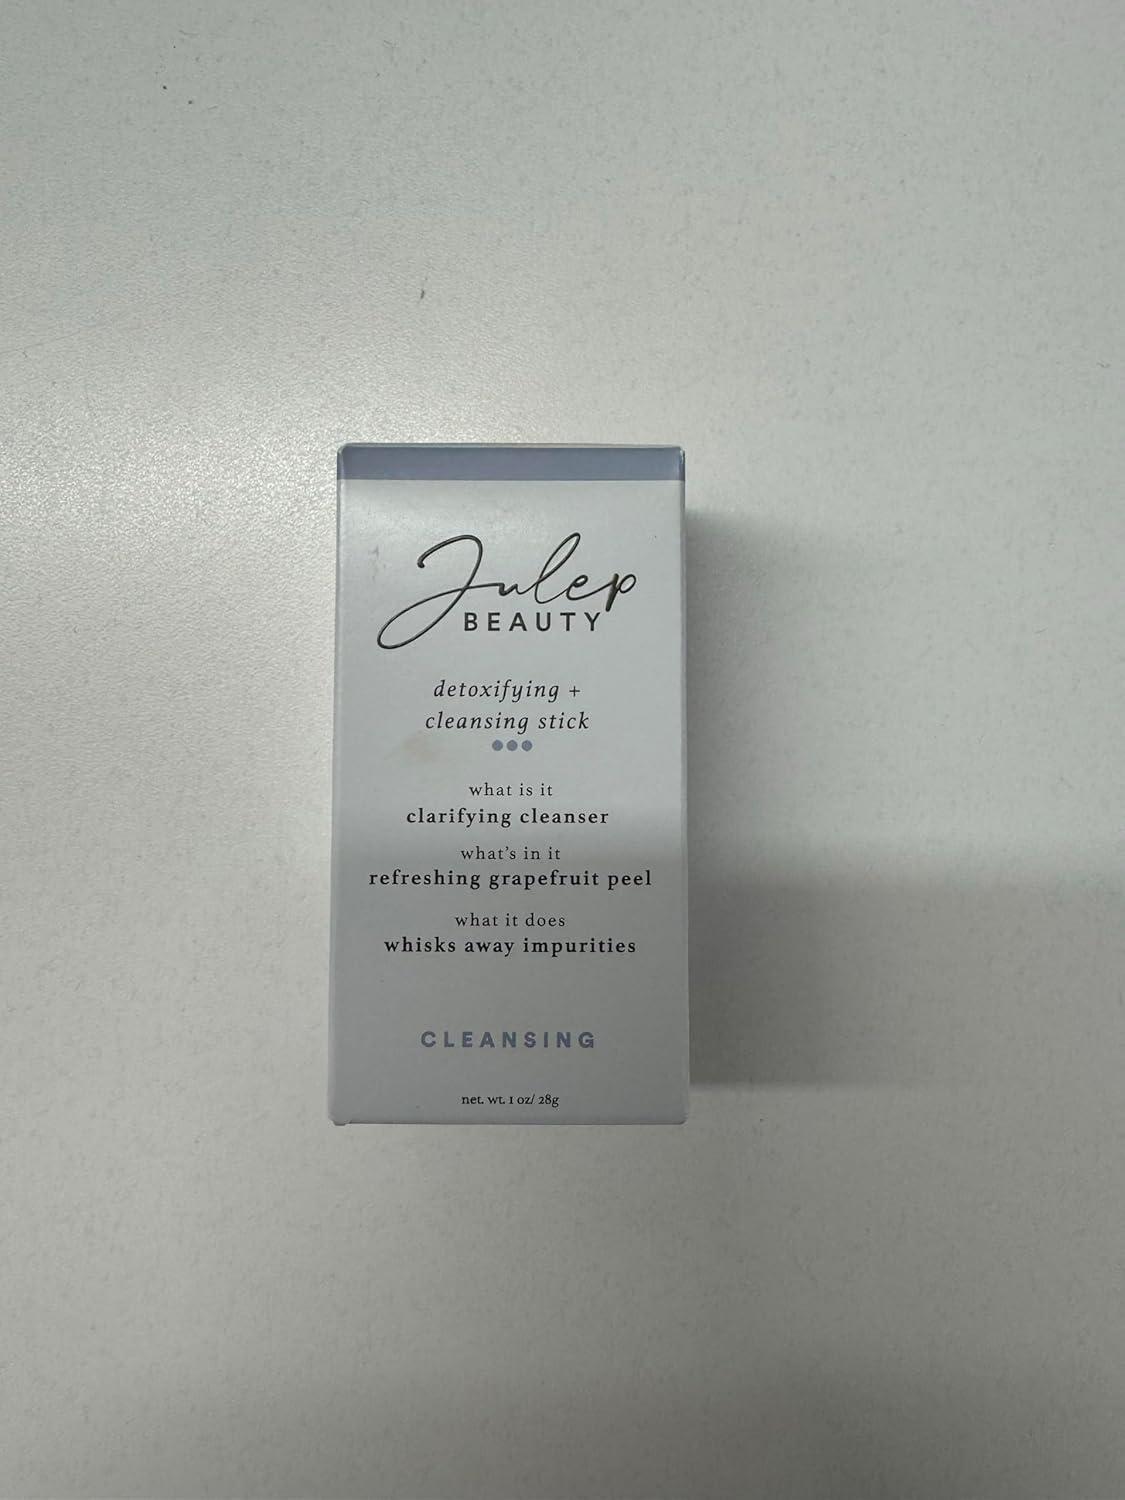 Julep
BEAUTY
detoxifying +
cleansing stick
what is it
clarifying cleanser
what's in it
refreshing grapefruit peel
what it does
whisks away impurities
CLEANSING
net. wt. 1 oz/ 28g